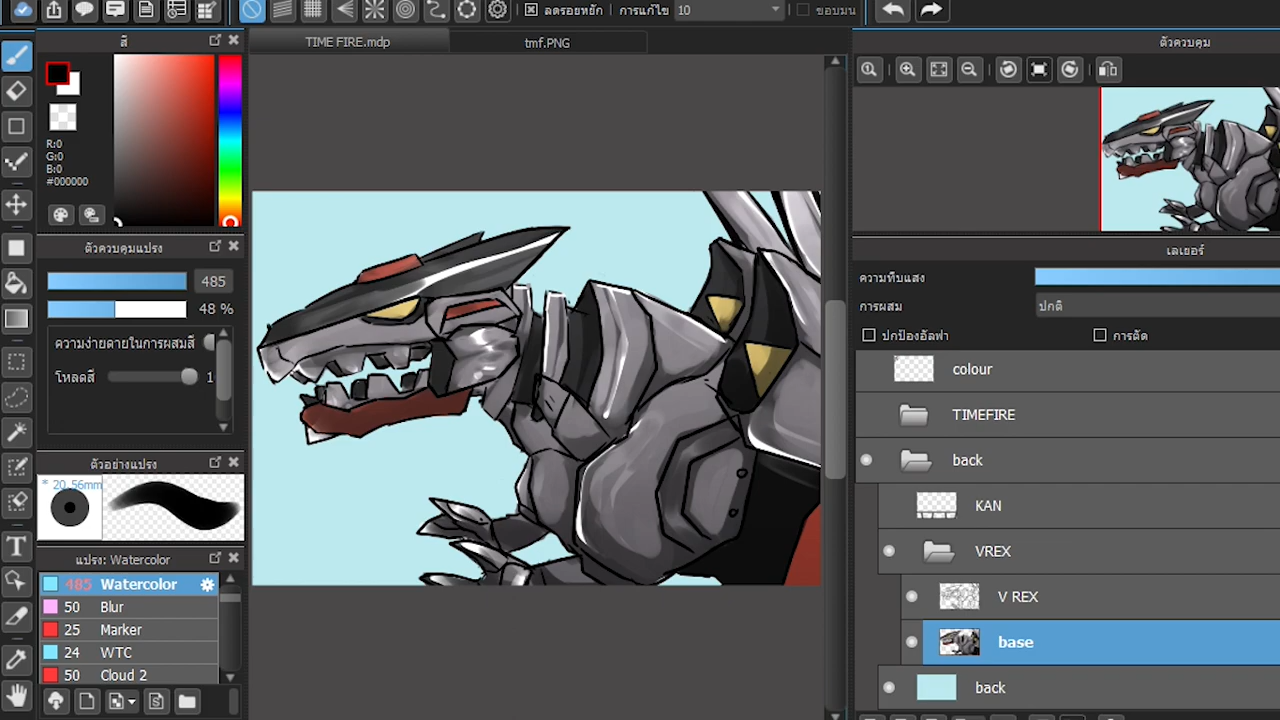 ลดรอยหยัก
การแก้ไข
10
ขอบมน
สี
TIME FIRE.mdp
tmf.PNG
ตัวควบคุม
R:0
G:0
B:0
#000000
ตัวควบคุมแปรง
485
48 %
ความง่ายดายในการผสมสี
โหลดสี
1
ตัวอย่างแปรง
* 20.56mm
แปรง: Watercolor
485 Watercolor
50 Blur
25 Marker
24 WTC
50 Cloud 2
เลเยอร์
ความทึบแสง
การผสม
ปกติ
ปกป้องอัลฟา
การตัด
colour
TIMEFIRE
back
KAN
VREX
V REX
base
back